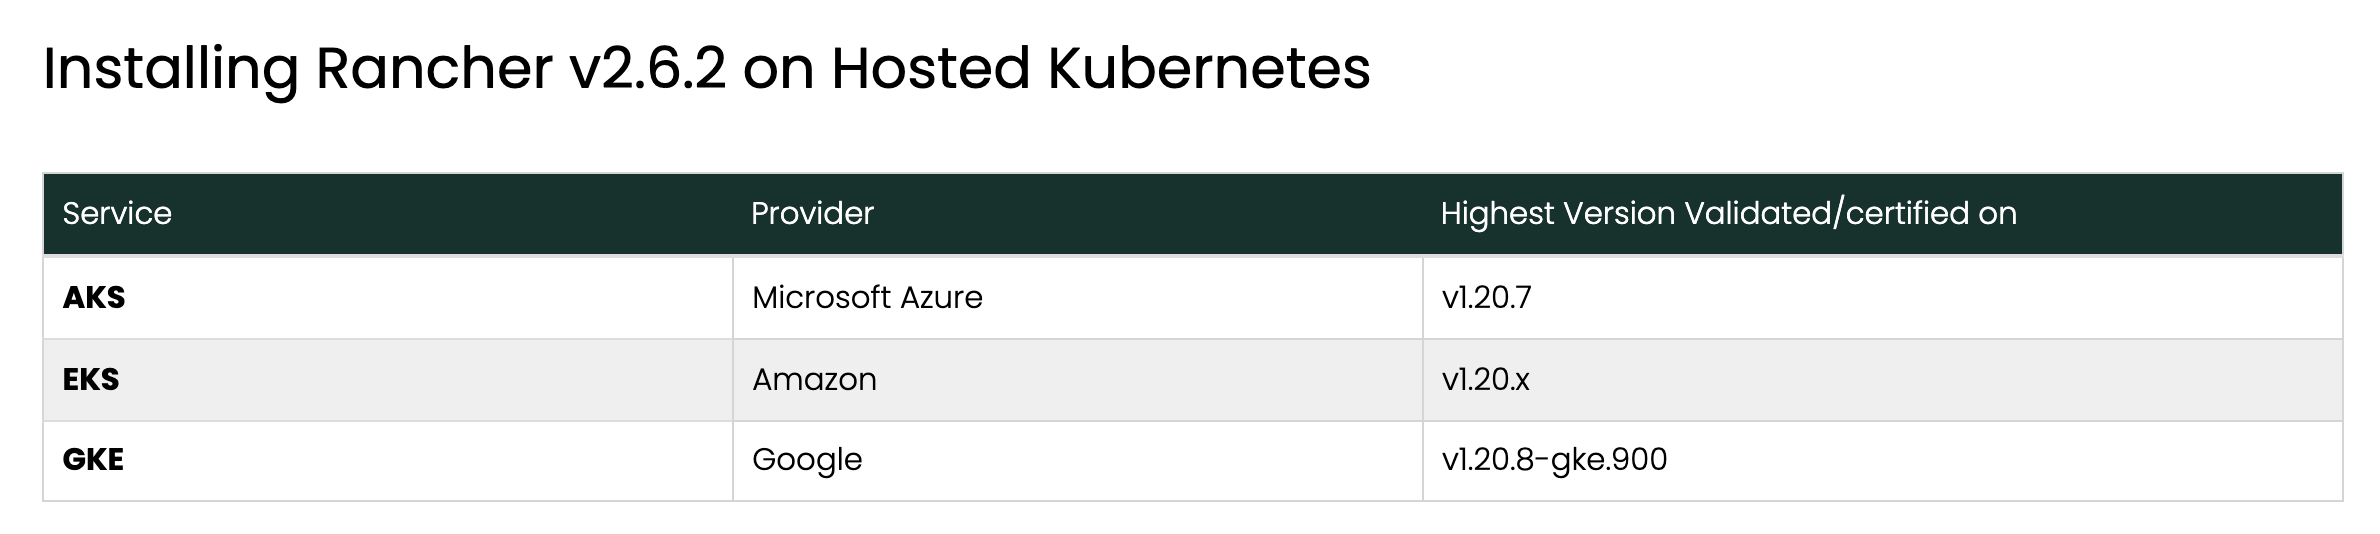 Installing Rancher v2.6.2 on Hosted Kubernetes
Service Provider Highest Version Validated/certified on
AKS Microsoft Azure v1.20.7
EKS Amazon v1.20.x
GKE Google v1.20.8-gke.900